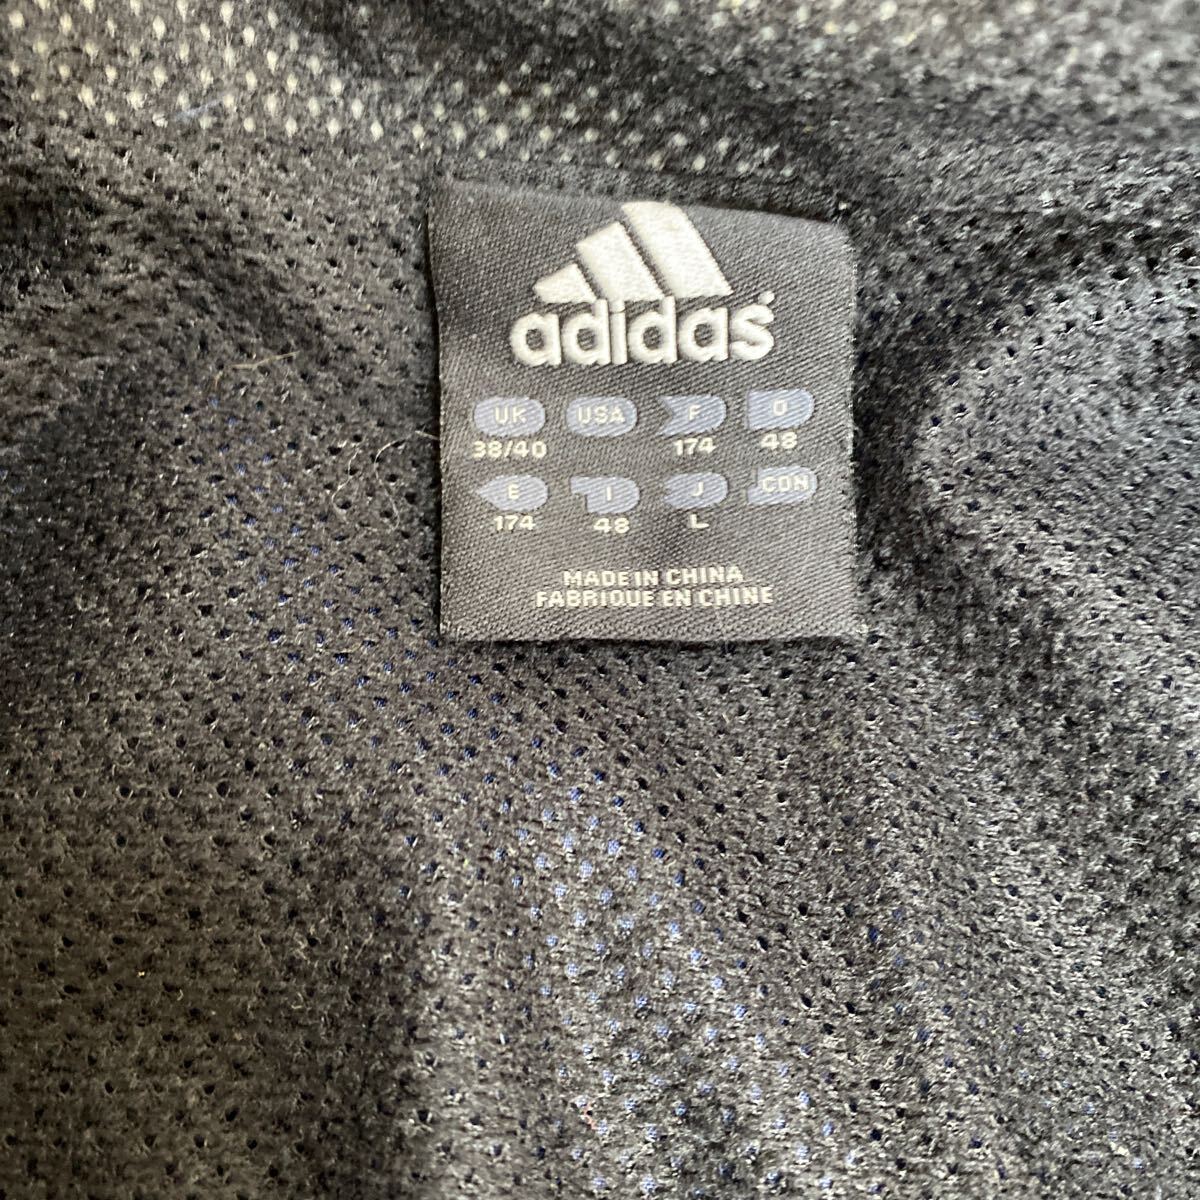 adidas
UK USA F D
38/40 174 48
E I J CDN
174 48 L
MADE IN CHINA
FABRIQUE EN CHINE